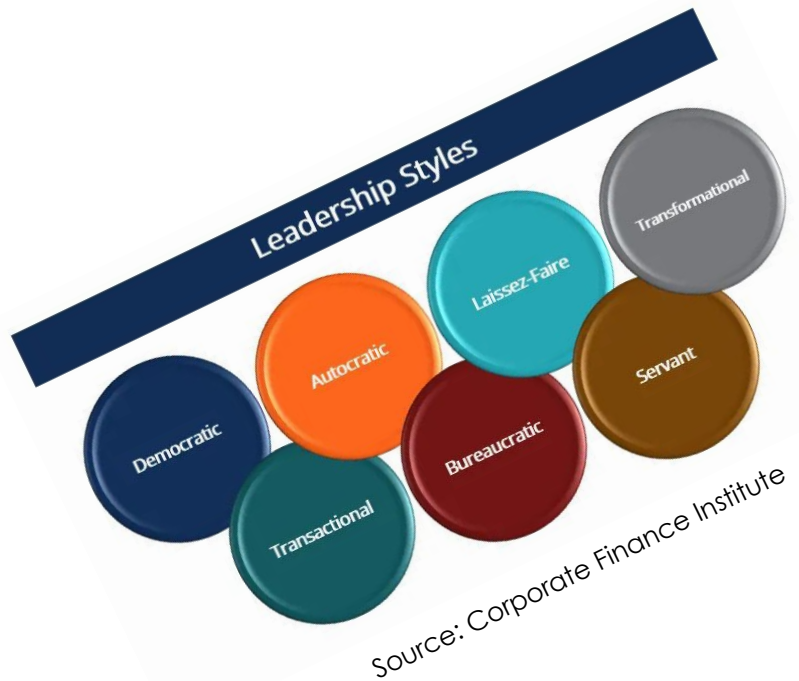 Leadership Styles
Democratic
Autocratic
Laissez-Faire
Transformational
Transactional
Bureaucratic
Servant
Source: Corporate Finance Institute